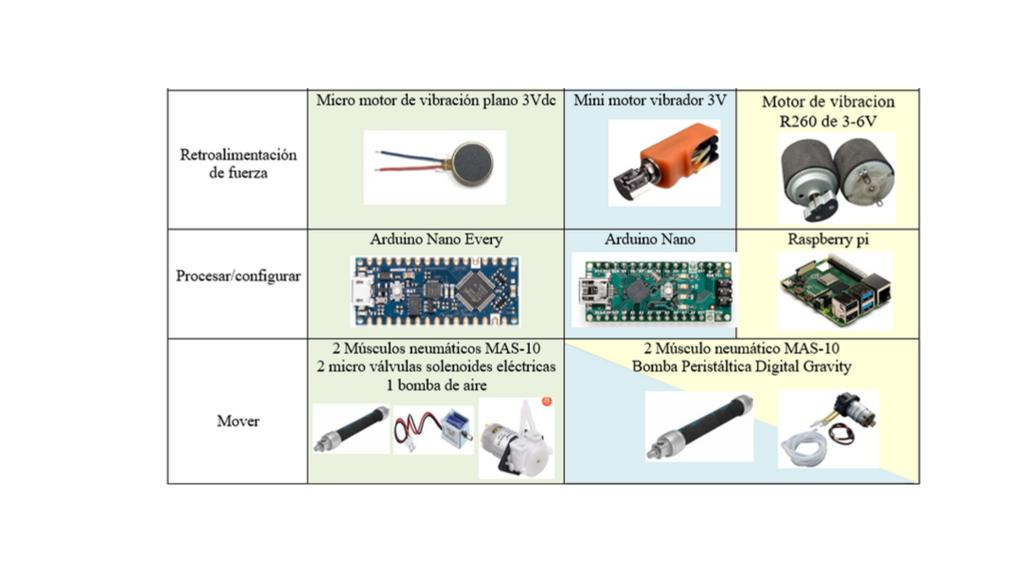 Micro motor de vibración plano 3Vdc
Mini motor vibrador 3V
Motor de vibracion
R260 de 3-6V
Retroalimentación
de fuerza
Arduino Nano Every
Arduino Nano
Raspberry pi
Procesar/configurar
2 Músculos neumáticos MAS-10
2 micro válvulas solenoides eléctricas
1 bomba de aire
2 Músculo neumático MAS-10
Bomba Peristáltica Digital Gravity
Mover